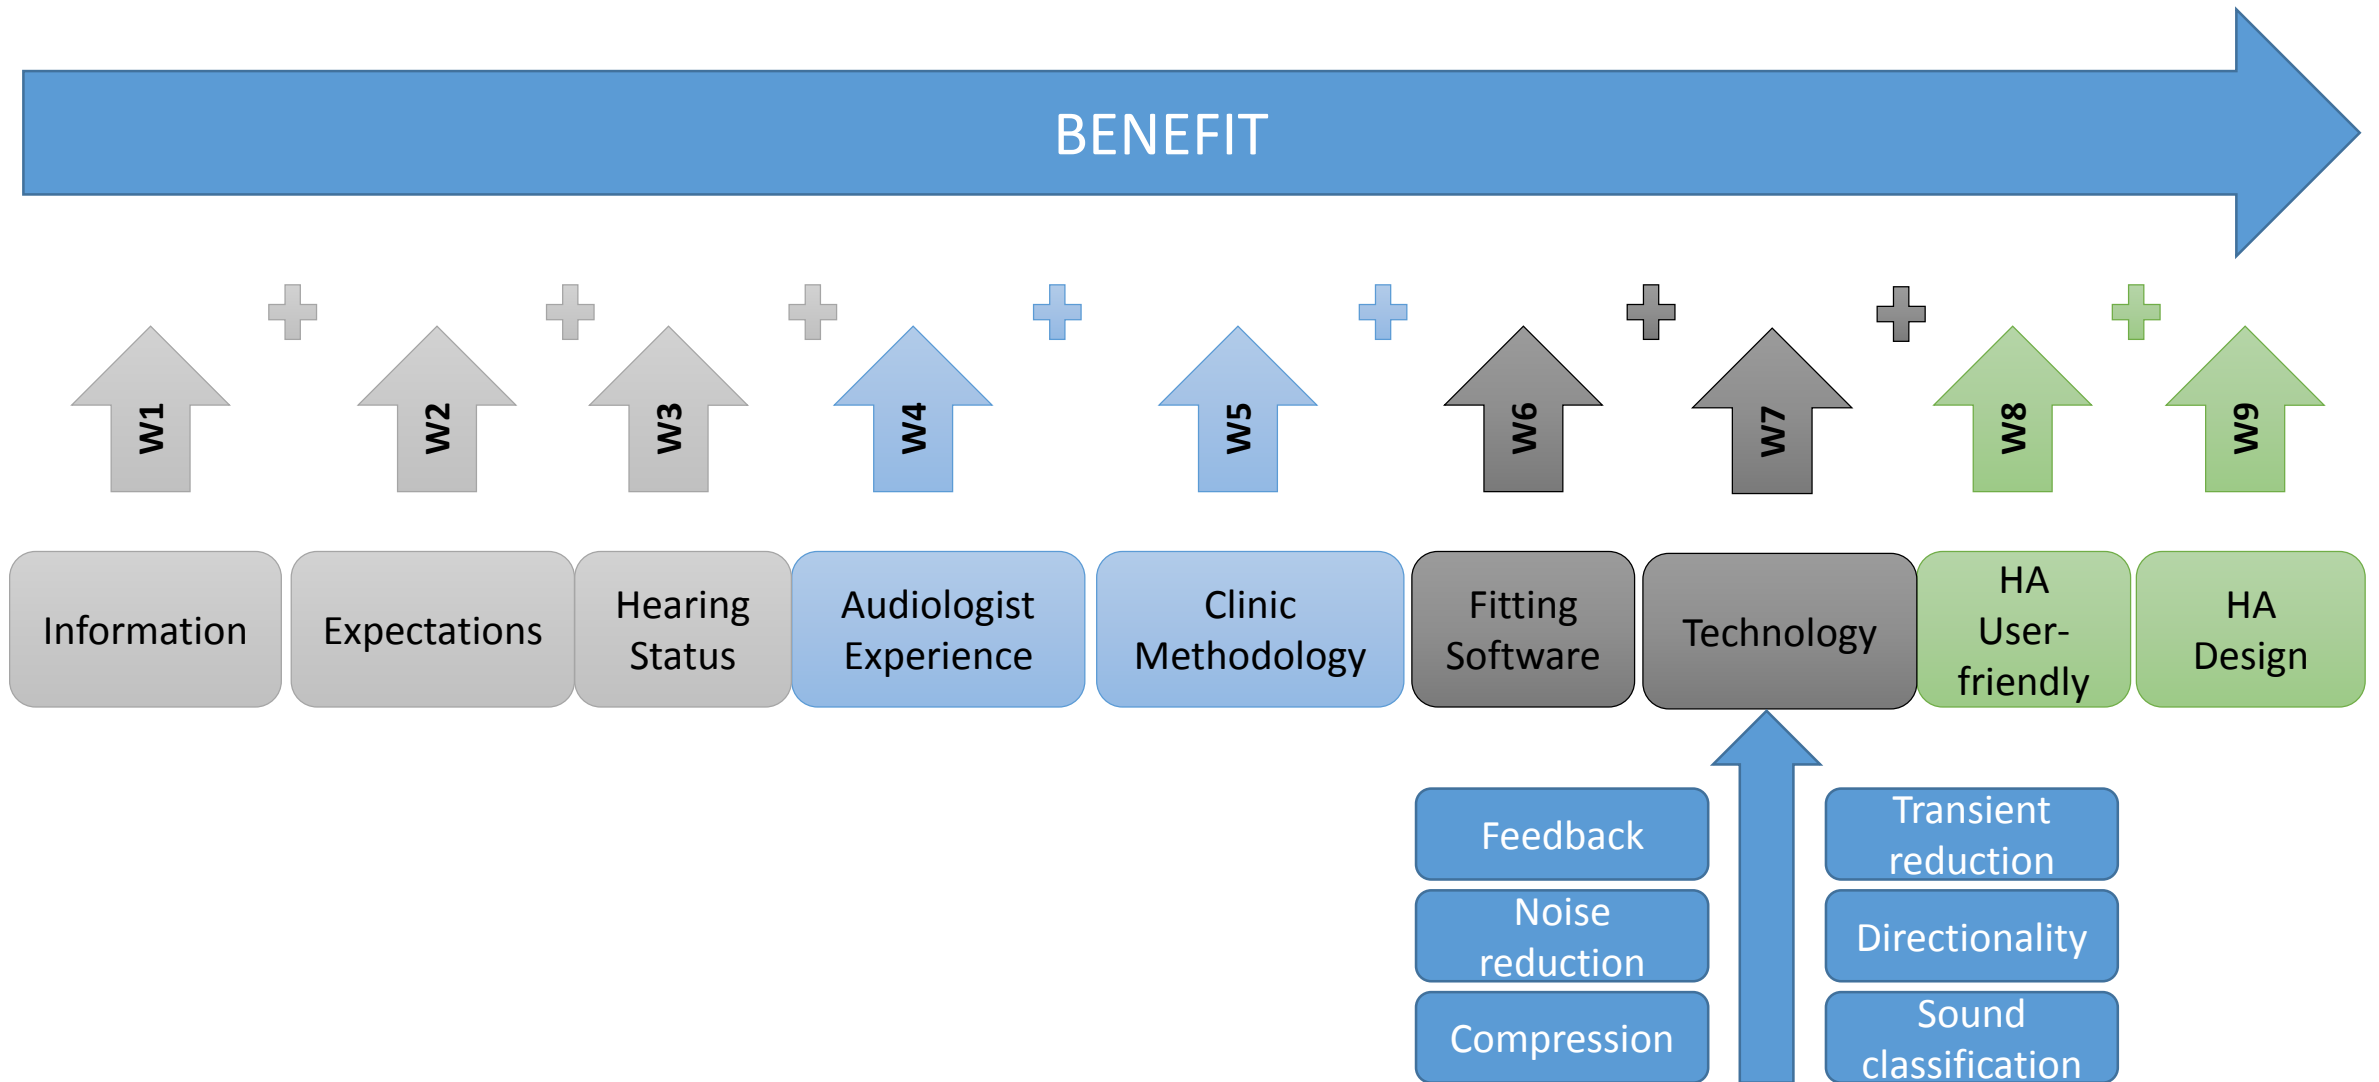 BENEFIT
W1
W2
W3
W4
W5
W6
W7
W8
W9
Information
Expectations
Hearing
Status
Audiologist
Experience
Clinic
Methodology
Fitting
Software
Technology
HA
User-
friendly
HA
Design
Feedback
Noise
reduction
Compression
Transient
reduction
Directionality
Sound
classification